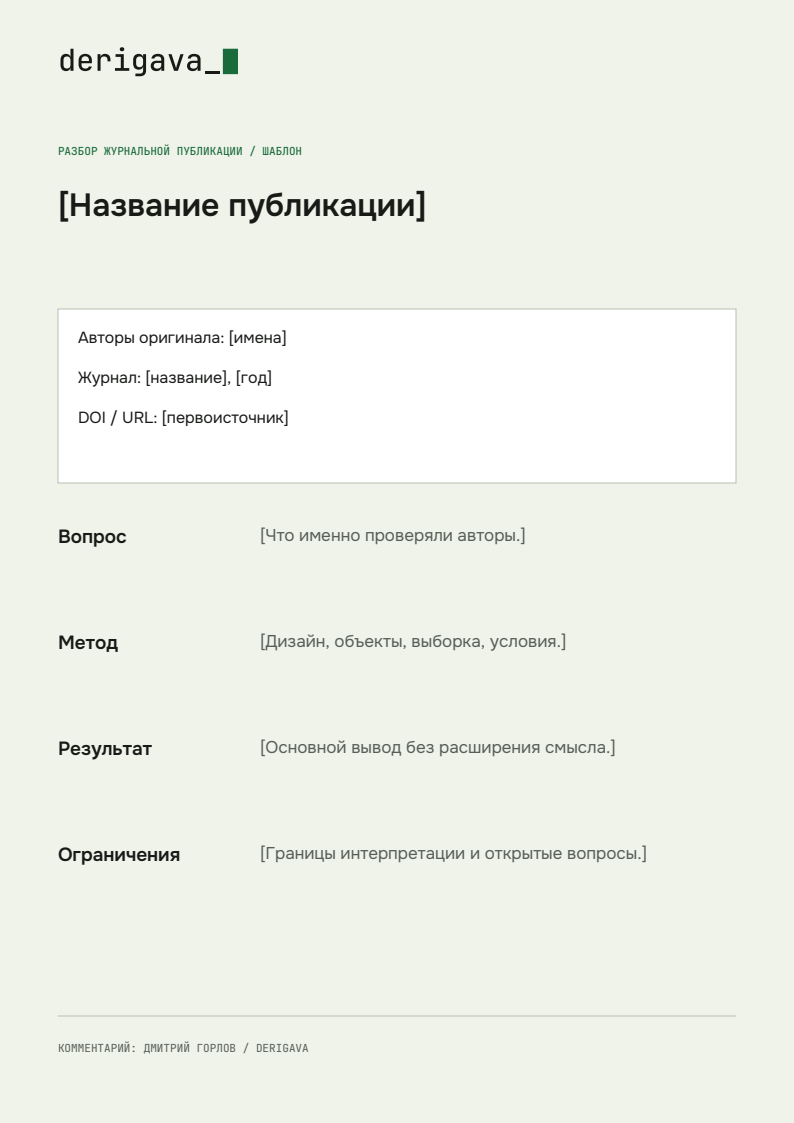 derigava_
РАЗБОР ЖУРНАЛЬНОЙ ПУБЛИКАЦИИ / ШАБЛОН
[Название публикации]
Авторы оригинала: [имена]
Журнал: [название], [год]
DOI / URL: [первоисточник]
Вопрос [Что именно проверяли авторы.]
Метод [Дизайн, объекты, выборка, условия.]
Результат [Основной вывод без расширения смысла.]
Ограничения [Границы интерпретации и открытые вопросы.]
КОММЕНТАРИЙ: ДМИТРИЙ ГОРЛОВ / DERIGAVA